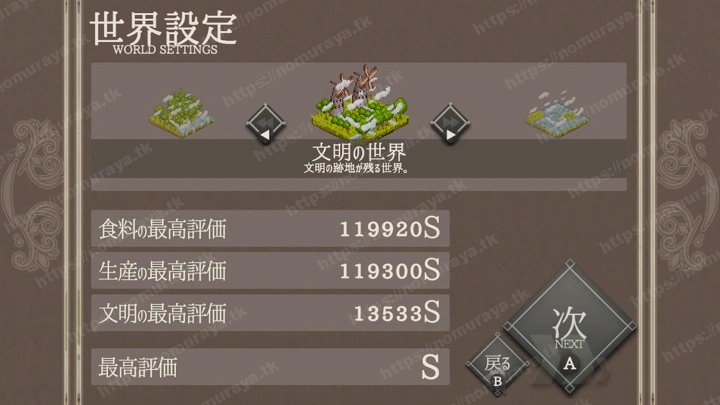 世界設定
WORLD SETTINGS
文明の世界
文明の跡地が残る世界。
食料の最高評価 119920S
生産の最高評価 119300S
文明の最高評価 13533S
最高評価 S
次
NEXT
A
戻る
B
https://nomuraya.tk